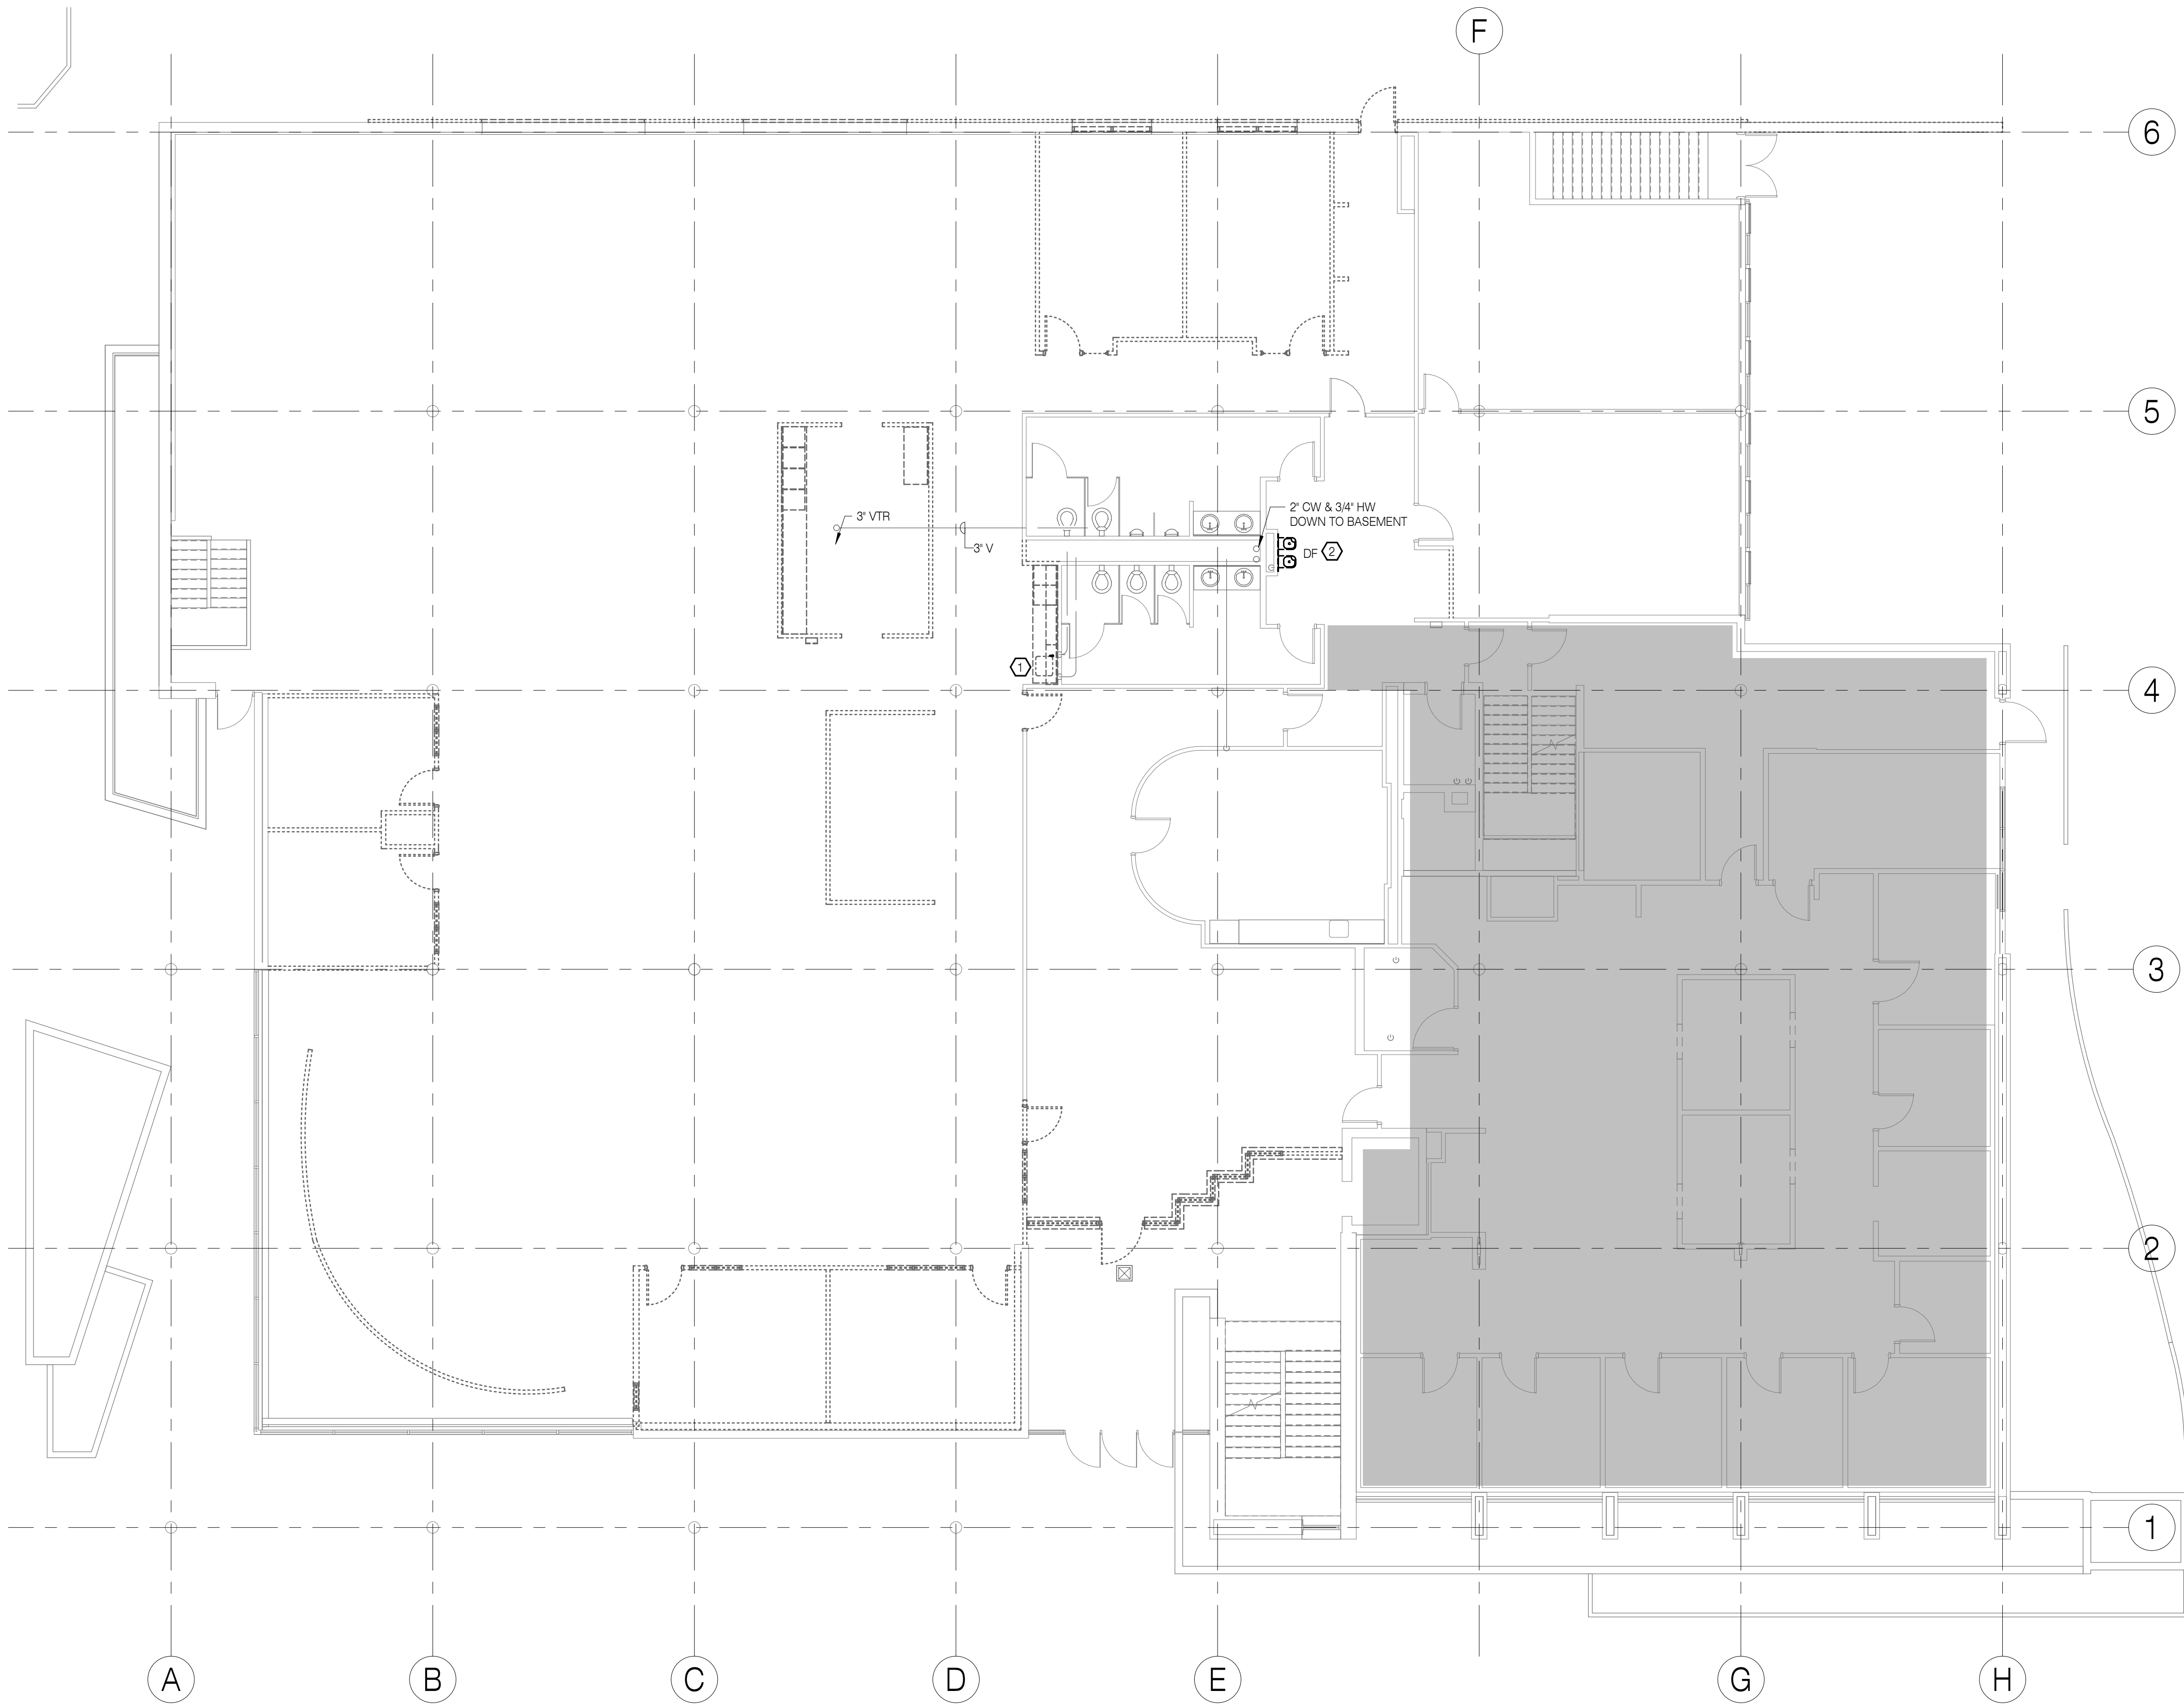 F
6
5
3" VTR
2" CW & 3/4" HW
DOWN TO BASEMENT
3" V
DF 2
1
4
3
2
1
A
B
C
D
E
G
H